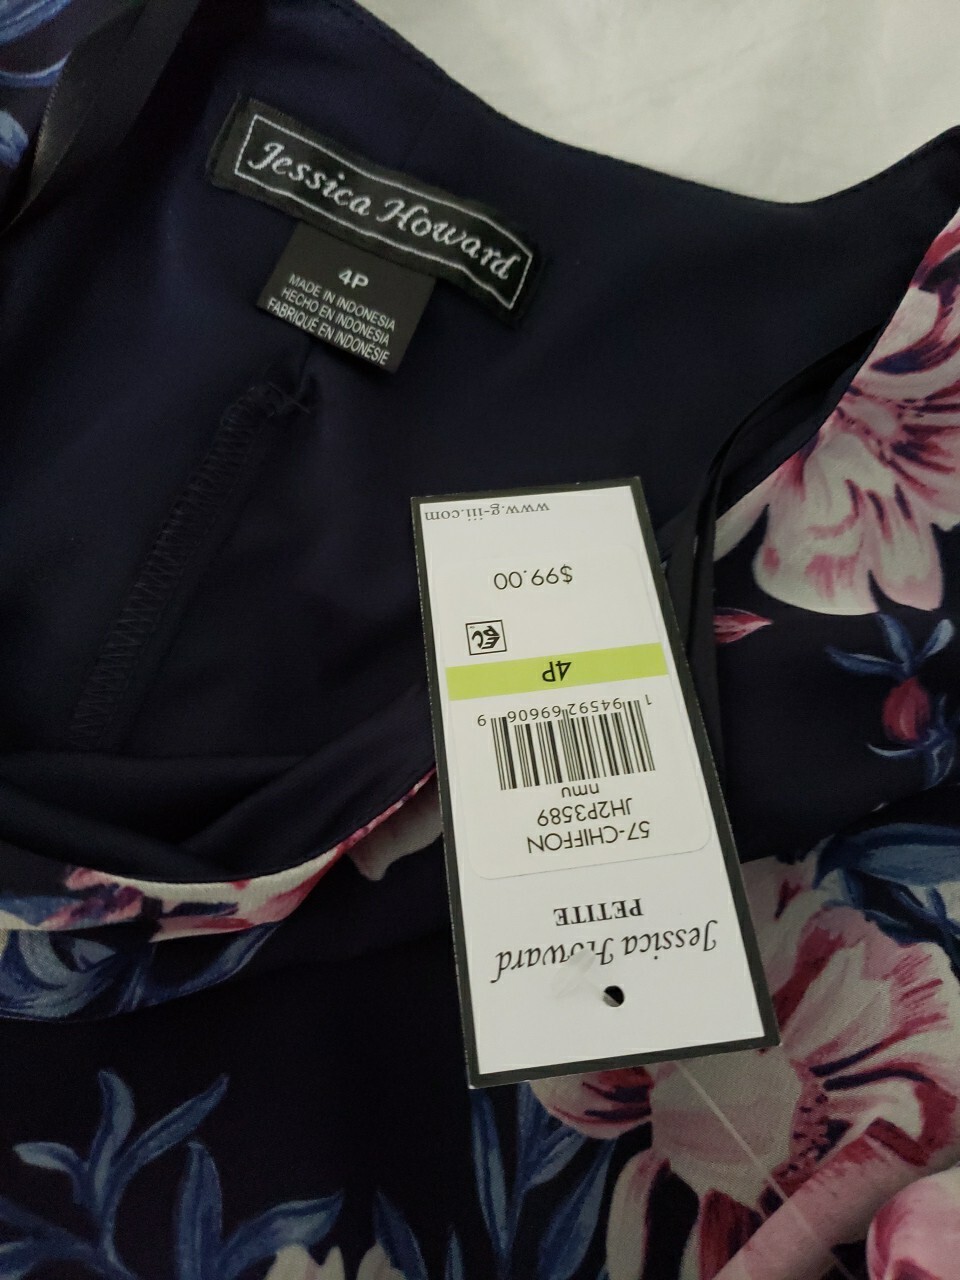 Jessica Howard
4P
MADE IN INDONESIA
HECHO EN INDONESIA
FABRIQUÉ EN INDONÉSIE
Jessica Howard
PETITE
57-CHIFFON
JH2P3589
nmu
1 94592 69606 9
4P
$99.00
www.g-iii.com